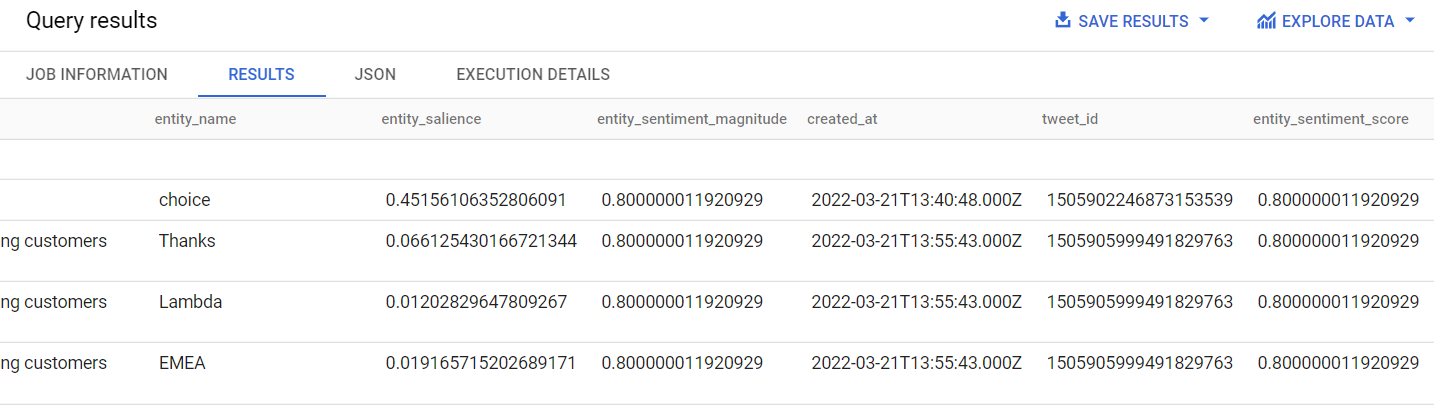 Query results SAVE RESULTS EXPLORE DATA
JOB INFORMATION RESULTS JSON EXECUTION DETAILS
entity_name entity_salience entity_sentiment_magnitude created_at tweet_id entity_sentiment_score
choice 0.45156106352806091 0.800000011920929 2022-03-21T13:40:48.000Z 1505902246873153539 0.800000011920929
ng customers Thanks 0.066125430166721344 0.800000011920929 2022-03-21T13:55:43.000Z 1505905999491829763 0.800000011920929
ng customers Lambda 0.01202829647809267 0.800000011920929 2022-03-21T13:55:43.000Z 1505905999491829763 0.800000011920929
ng customers EMEA 0.019165715202689171 0.800000011920929 2022-03-21T13:55:43.000Z 1505905999491829763 0.800000011920929